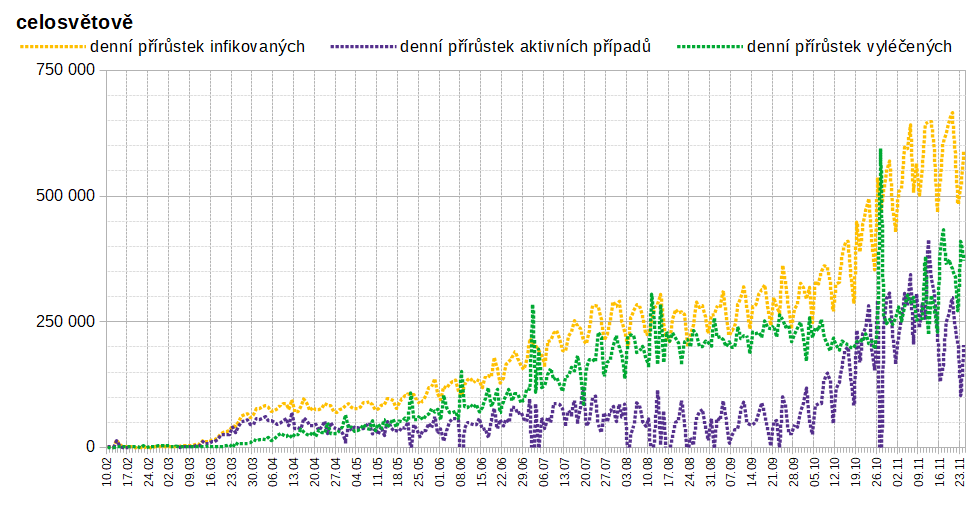 celosvětově
denní přírůstek infikovaných denní přírůstek aktivních případů denní přírůstek vyléčených
750 000
500 000
250 000
0
10.02 17.02 24.02 02.03 09.03 16.03 23.03 30.03 06.04 13.04 20.04 27.04 04.05 11.05 18.05 25.05 01.06 08.06 15.06 22.06 29.06 06.07 13.07 20.07 27.07 03.08 10.08 17.08 24.08 31.08 07.09 14.09 21.09 28.09 05.10 12.10 19.10 26.10 02.11 09.11 16.11 23.11